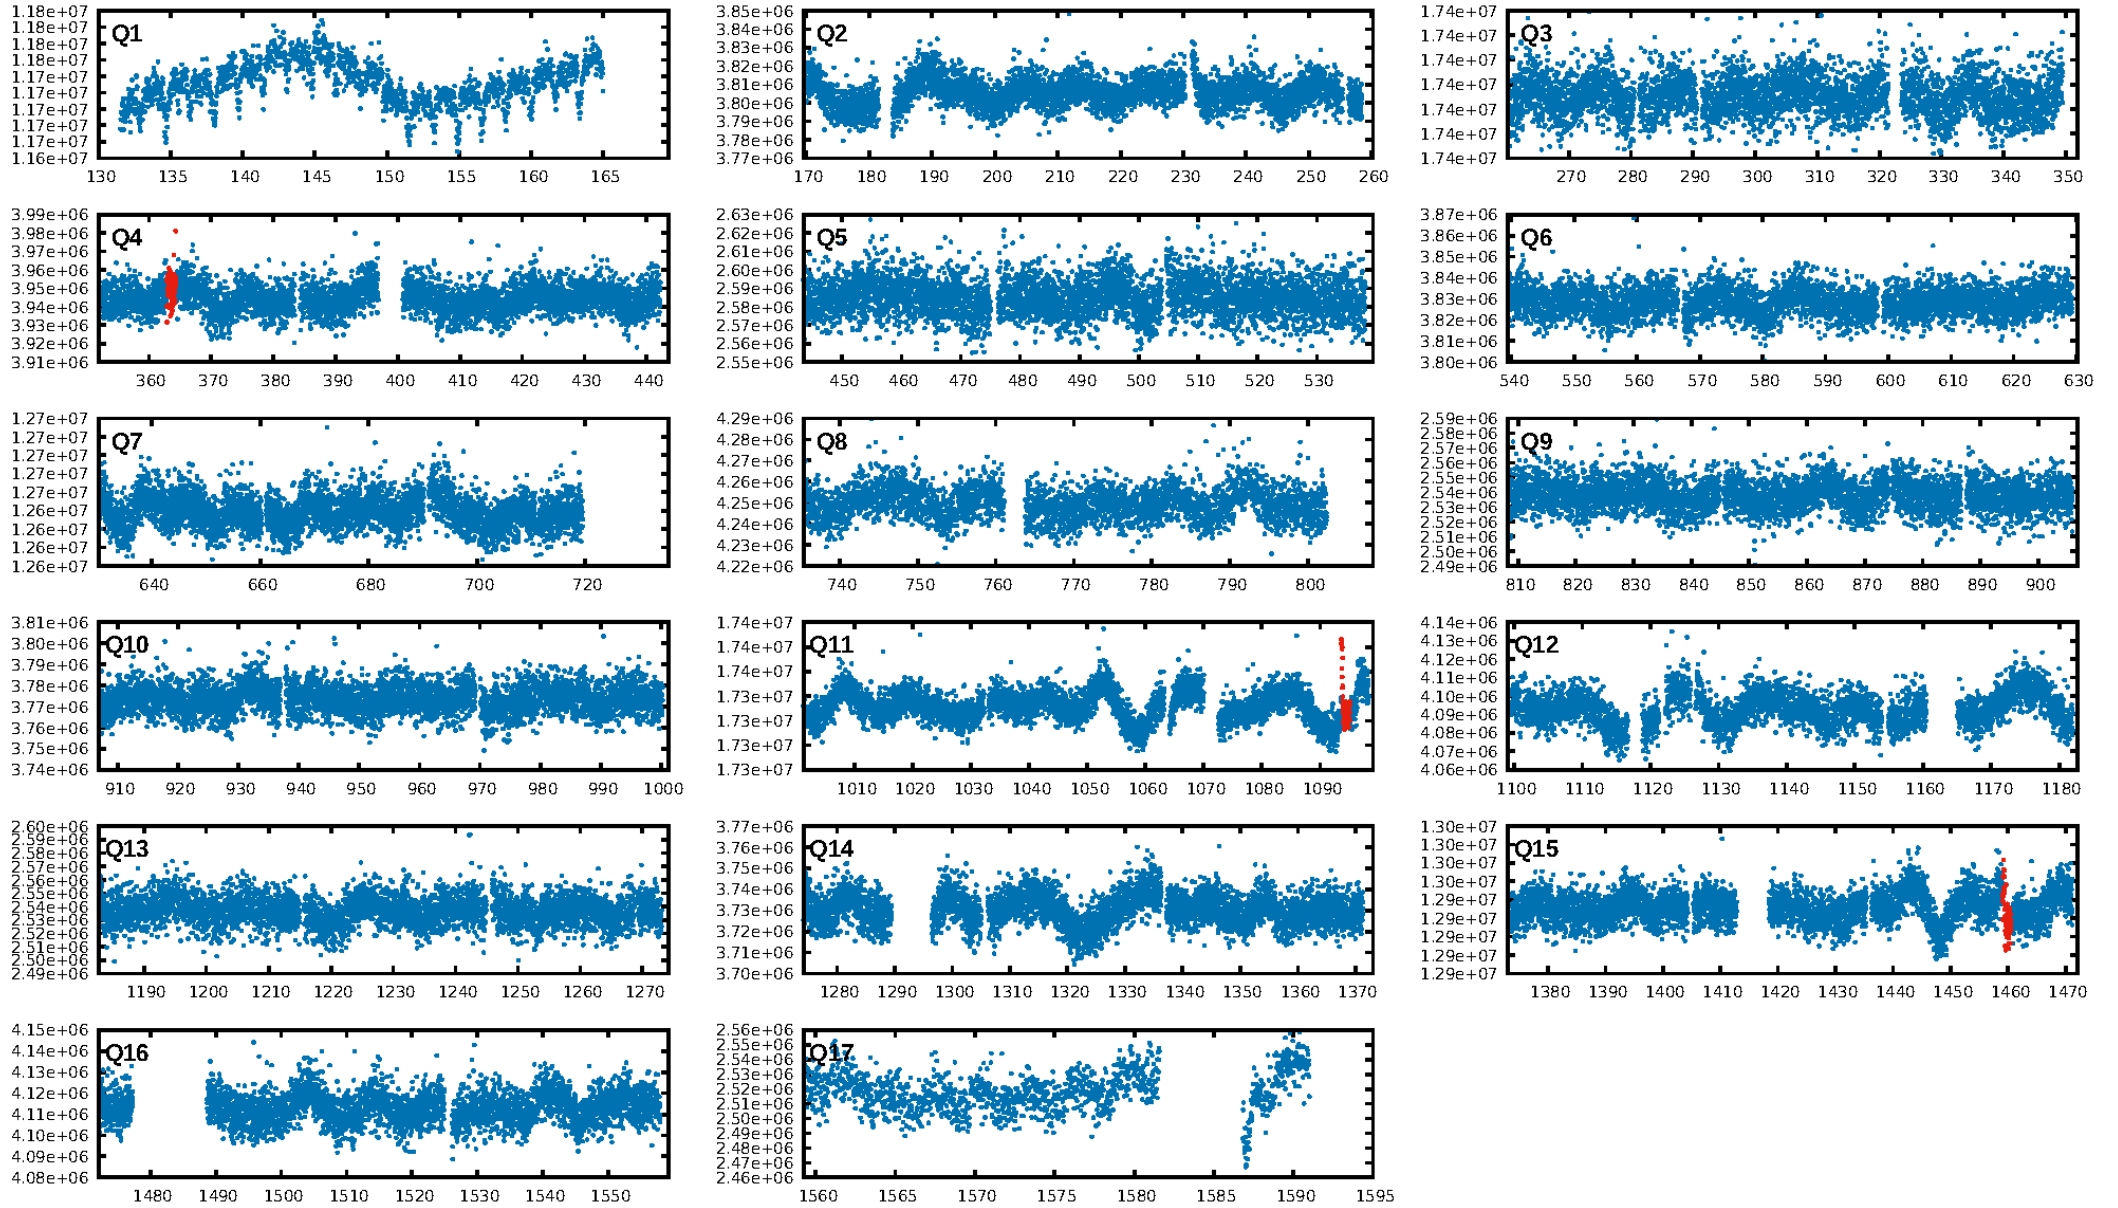 1.18e+07 1.18e+07 1.18e+07 1.17e+07 1.17e+07 1.17e+07 1.17e+07 1.17e+07 1.16e+07
Q1
130 135 140 145 150 155 160 165
3.85e+06 3.84e+06 3.83e+06 3.82e+06 3.81e+06 3.80e+06 3.79e+06 3.78e+06 3.77e+06
Q2
170 180 190 200 210 220 230 240 250 260
1.74e+07 1.74e+07 1.74e+07 1.74e+07 1.74e+07 1.74e+07 1.74e+07
Q3
270 280 290 300 310 320 330 340 350
3.99e+06 3.98e+06 3.97e+06 3.96e+06 3.95e+06 3.94e+06 3.93e+06 3.92e+06 3.91e+06
Q4
360 370 380 390 400 410 420 430 440
2.63e+06 2.62e+06 2.61e+06 2.60e+06 2.59e+06 2.58e+06 2.57e+06 2.56e+06 2.55e+06
Q5
450 460 470 480 490 500 510 520 530
3.87e+06 3.86e+06 3.85e+06 3.84e+06 3.83e+06 3.82e+06 3.81e+06 3.80e+06
Q6
540 550 560 570 580 590 600 610 620 630
1.27e+07 1.27e+07 1.27e+07 1.27e+07 1.27e+07 1.26e+07 1.26e+07 1.26e+07 1.26e+07
Q7
640 660 680 700 720
4.29e+06 4.28e+06 4.27e+06 4.26e+06 4.25e+06 4.24e+06 4.23e+06 4.22e+06
Q8
740 750 760 770 780 790 800
2.59e+06 2.58e+06 2.57e+06 2.56e+06 2.55e+06 2.54e+06 2.53e+06 2.52e+06 2.51e+06 2.50e+06 2.49e+06
Q9
810 820 830 840 850 860 870 880 890 900
3.81e+06 3.80e+06 3.79e+06 3.78e+06 3.77e+06 3.76e+06 3.75e+06 3.74e+06
Q10
910 920 930 940 950 960 970 980 990 1000
1.74e+07 1.74e+07 1.74e+07 1.73e+07 1.73e+07 1.73e+07 1.73e+07
Q11
1010 1020 1030 1040 1050 1060 1070 1080 1090
4.14e+06 4.13e+06 4.12e+06 4.10e+06 4.09e+06 4.08e+06 4.07e+06 4.06e+06
Q12
1100 1110 1120 1130 1140 1150 1160 1170 1180
2.60e+06 2.59e+06 2.58e+06 2.57e+06 2.56e+06 2.55e+06 2.54e+06 2.53e+06 2.52e+06 2.51e+06 2.50e+06 2.49e+06
Q13
1190 1200 1210 1220 1230 1240 1250 1260 1270
3.77e+06 3.76e+06 3.75e+06 3.74e+06 3.73e+06 3.72e+06 3.71e+06 3.70e+06
Q14
1280 1290 1300 1310 1320 1330 1340 1350 1360 1370
1.30e+07 1.30e+07 1.30e+07 1.30e+07 1.29e+07 1.29e+07 1.29e+07 1.29e+07 1.29e+07
Q15
1380 1390 1400 1410 1420 1430 1440 1450 1460 1470
4.15e+06 4.14e+06 4.13e+06 4.12e+06 4.11e+06 4.10e+06 4.09e+06 4.08e+06
Q16
1480 1490 1500 1510 1520 1530 1540 1550
2.56e+06 2.55e+06 2.54e+06 2.53e+06 2.52e+06 2.51e+06 2.50e+06 2.49e+06 2.48e+06 2.47e+06 2.46e+06
Q17
1560 1565 1570 1575 1580 1585 1590 1595